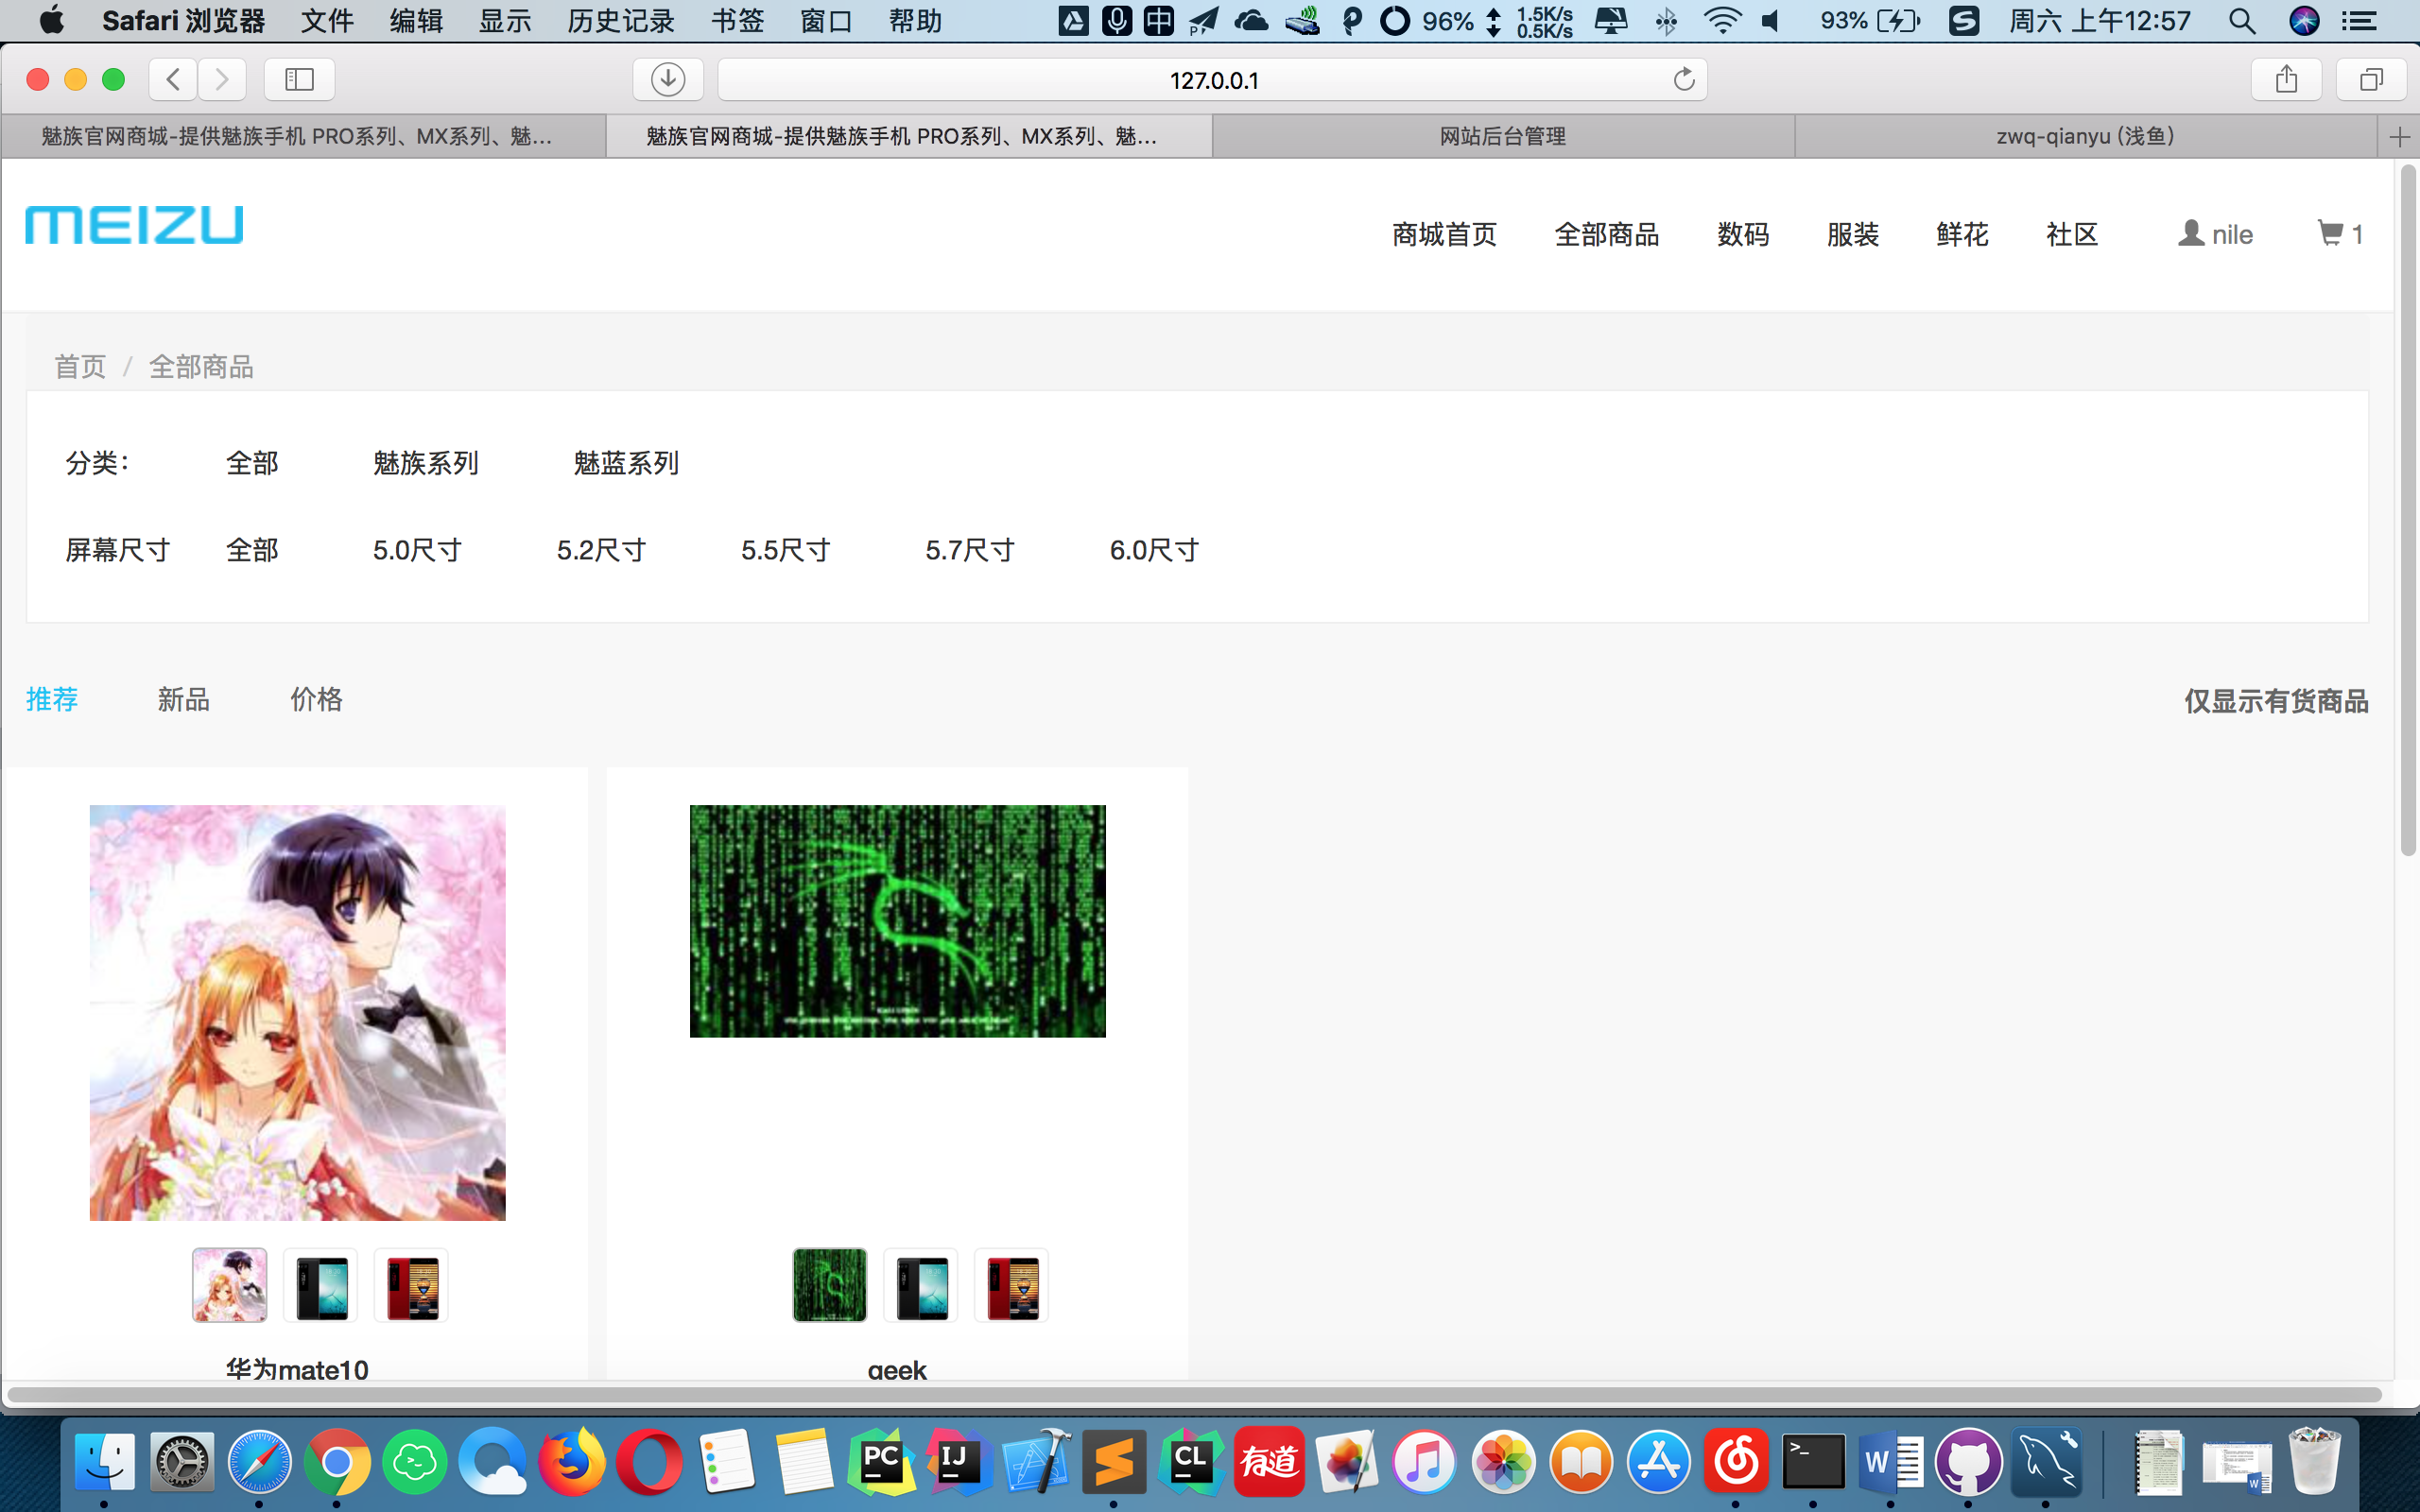 Safari 浏览器 文件 编辑 显示 历史记录 书签 窗口 帮助 中 96% 1.5K/s 0.5K/s 93% 周六 上午12:57
127.0.0.1
魅族官网商城-提供魅族手机 PRO系列、MX系列、魅... 魅族官网商城-提供魅族手机 PRO系列、MX系列、魅... 网站后台管理 zwq-qianyu (浅鱼)
MEIZU 商城首页 全部商品 数码 服装 鲜花 社区 nile 1
首页 / 全部商品
分类： 全部 魅族系列 魅蓝系列
屏幕尺寸 全部 5.0尺寸 5.2尺寸 5.5尺寸 5.7尺寸 6.0尺寸
推荐 新品 价格 仅显示有货商品
华为mate10 geek
PC IJ CL 有道 W